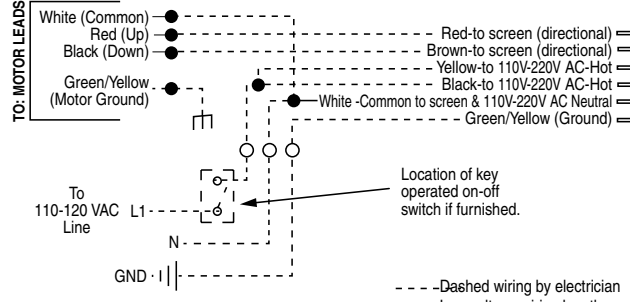 TO: MOTOR LEADS
White (Common)
Red (Up)
Black (Down)
Green/Yellow
(Motor Ground)
Red-to screen (directional)
Brown-to screen (directional)
Yellow-to 110V-220V AC-Hot
Black-to 110V-220V AC-Hot
White -Common to screen & 110V-220V AC Neutral
Green/Yellow (Ground)
To
110-120 VAC
Line
L1
N
GND
Location of key
operated on-off
switch if furnished.
Dashed wiring by electrician